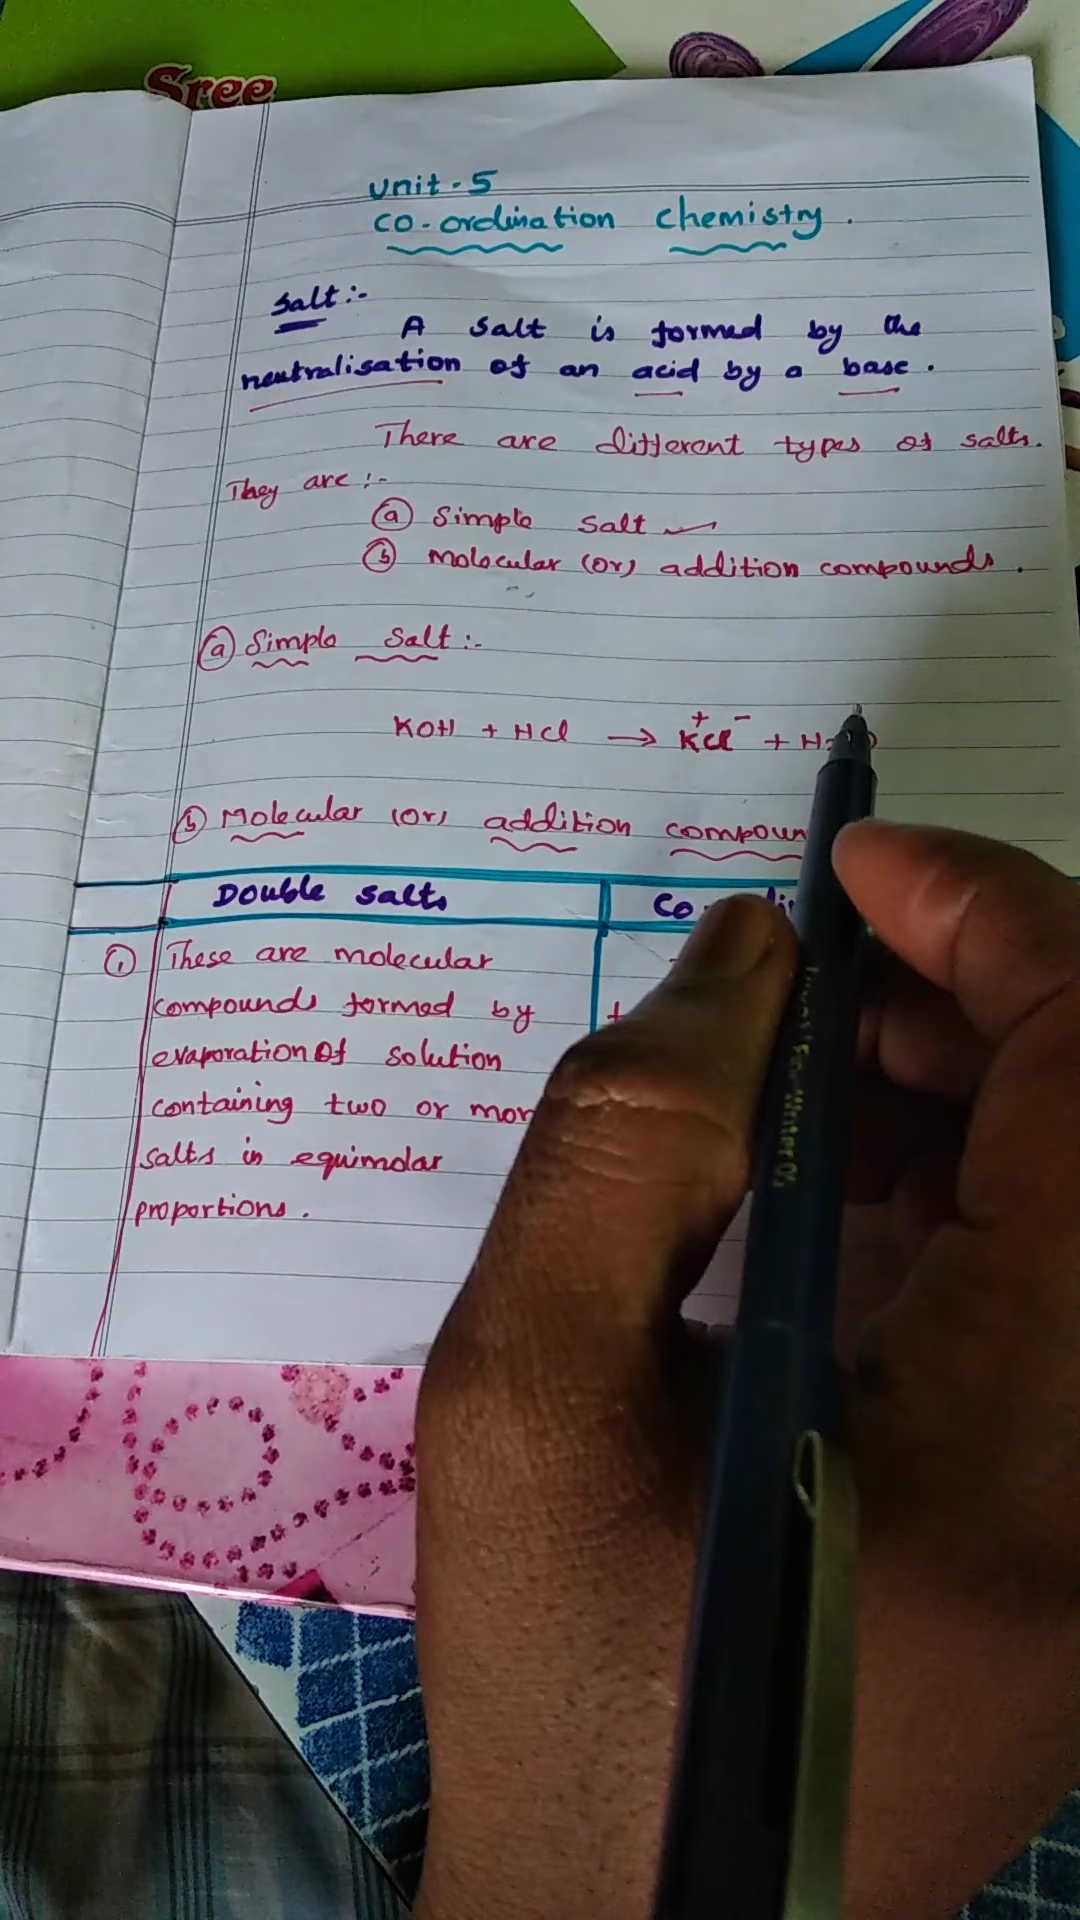 Sree
Unit-5
CO-ordination chemistry.
Salt:-
A salt is formed by the
neutralisation of an acid by a base.
There are different types of salts.
They are :-
(a) Simple Salt
(b) Molecular (or) addition compounds.
(a) Simple Salt :-
KOH + HCl → K⁺Cl⁻ +
(b) Molecular (or) addition
Double salts
(1) These are molecular
compounds formed by
evaporation of solution
containing two or
salts in equimolar
proportions.